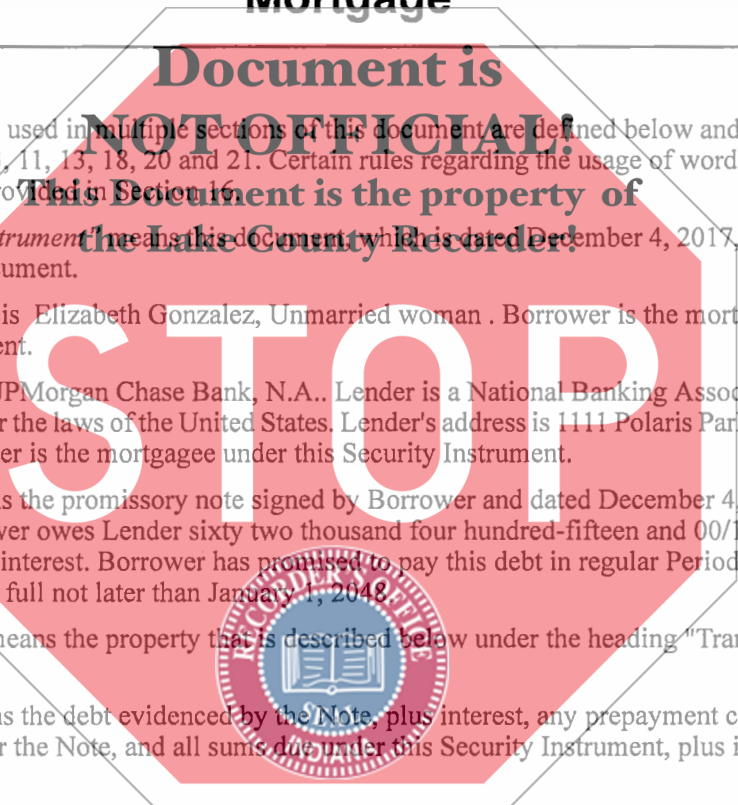 Mortgage
Document is
used in multiple sections of this document are defined below and
NOT OFFICIAL!
, 11, 13, 18, 20 and 21. Certain rules regarding the usage of word
rovided in Section 16.
This Document is the property of
the Lake County Recorder!
trument" means this document, which is dated December 4, 2017,
ument.
is Elizabeth Gonzalez, Unmarried woman . Borrower is the mort
ent.
STOP
JPMorgan Chase Bank, N.A.. Lender is a National Banking Assoc
r the laws of the United States. Lender's address is 1111 Polaris Par
er is the mortgagee under this Security Instrument.
s the promissory note signed by Borrower and dated December 4,
wer owes Lender sixty two thousand four hundred-fifteen and 00/1
interest. Borrower has promised to pay this debt in regular Period
full not later than January 1, 2048.
RECORDER'S OFFICE
SEAL
INDIANA
neans the property that is described below under the heading "Tran
ns the debt evidenced by the Note, plus interest, any prepayment c
r the Note, and all sums due under this Security Instrument, plus i